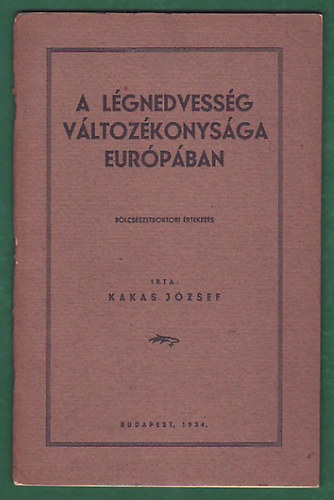 A LÉGNEDVESSÉG
VÁLTOZÉKONYSÁGA
EURÓPÁBAN
BÖLCSÉSZETDOKTORI ÉRTEKEZÉS
IRTA:
KAKAS JÓZSEF
BUDAPEST, 1934.